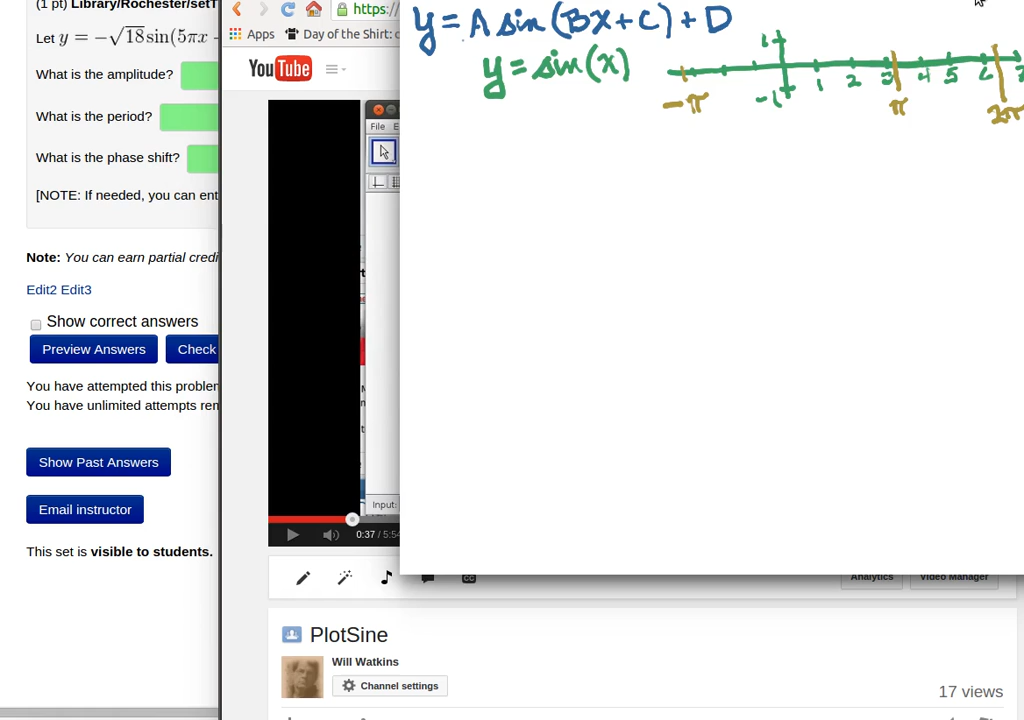 (1 pt) Library/Rochester/setT
Let y = −√18 sin(5πx −
What is the amplitude?
What is the period?
What is the phase shift?
[NOTE: If needed, you can ent
Note: You can earn partial credi
Edit2 Edit3
Show correct answers
Preview Answers Check
You have attempted this problem
You have unlimited attempts rem
Show Past Answers
Email instructor
This set is visible to students.
https://
Apps Day of the Shirt: c
YouTube
File E
Input:
0:37 / 5:54
y = A sin(Bx + C) + D
y = sin(x)
1
-1
1 2 3 4 5 6 7
-π π 2π
Analytics Video Manager
PlotSine
Will Watkins
Channel settings
17 views